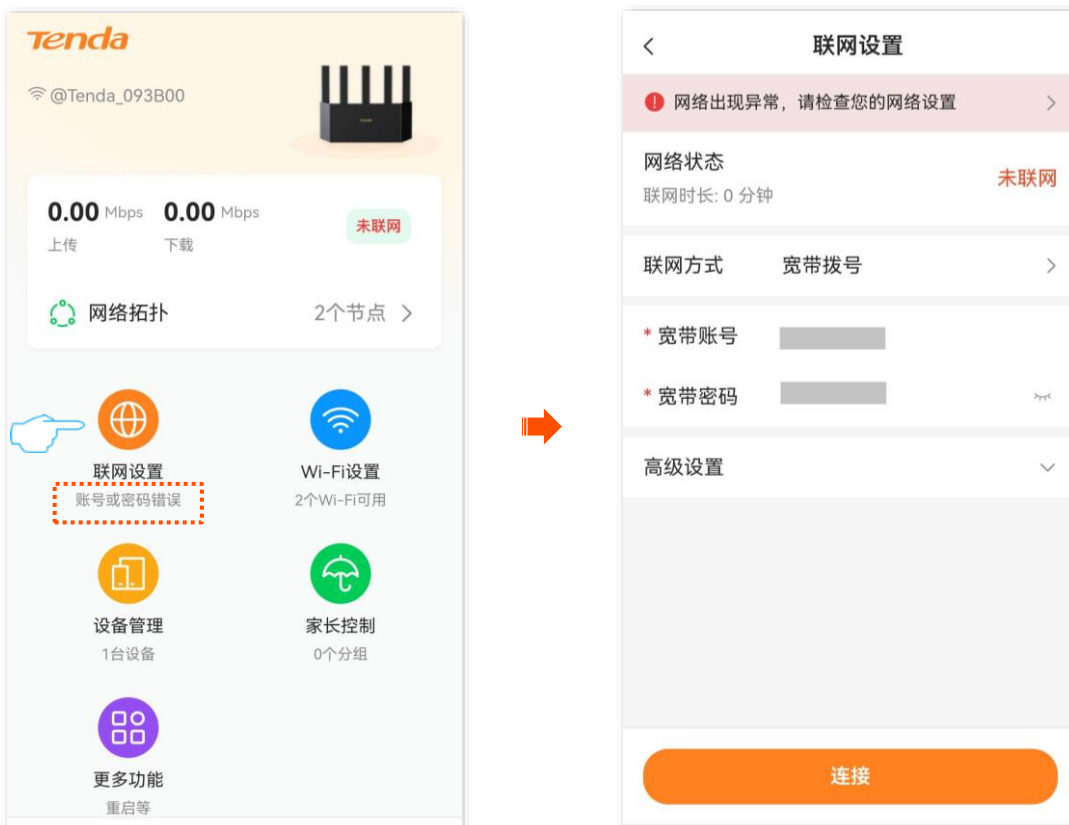 Tenda
@Tenda_093B00
0.00 Mbps 0.00 Mbps
未联网
上传 下载
网络拓扑 2个节点
联网设置 Wi-Fi设置
账号或密码错误 2个Wi-Fi可用
设备管理 家长控制
1台设备 0个分组
更多功能
重启等
联网设置
网络出现异常，请检查您的网络设置
网络状态
未联网
联网时长: 0 分钟
联网方式 宽带拨号
* 宽带账号
* 宽带密码
高级设置
连接